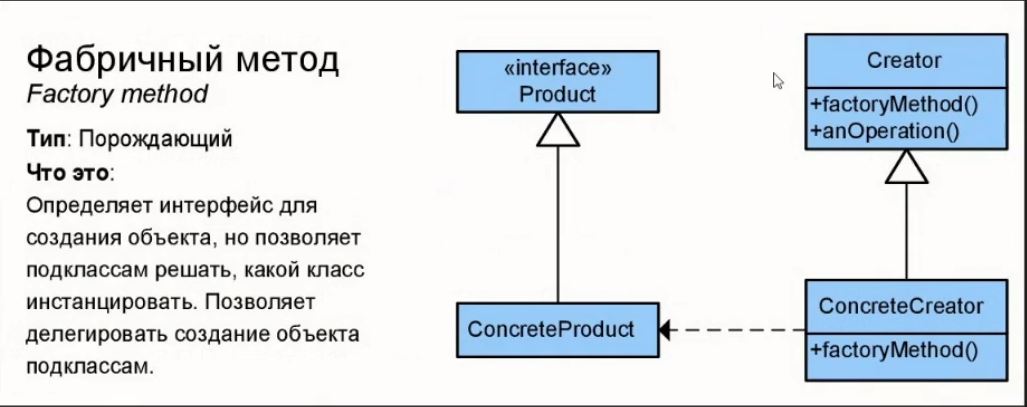 Фабричный метод
Factory method
Тип: Порождающий
Что это:
Определяет интерфейс для
создания объекта, но позволяет
подклассам решать, какой класс
инстанцировать. Позволяет
делегировать создание объекта
подклассам.
«interface»
Product
Creator
+factoryMethod()
+anOperation()
ConcreteProduct
ConcreteCreator
+factoryMethod()